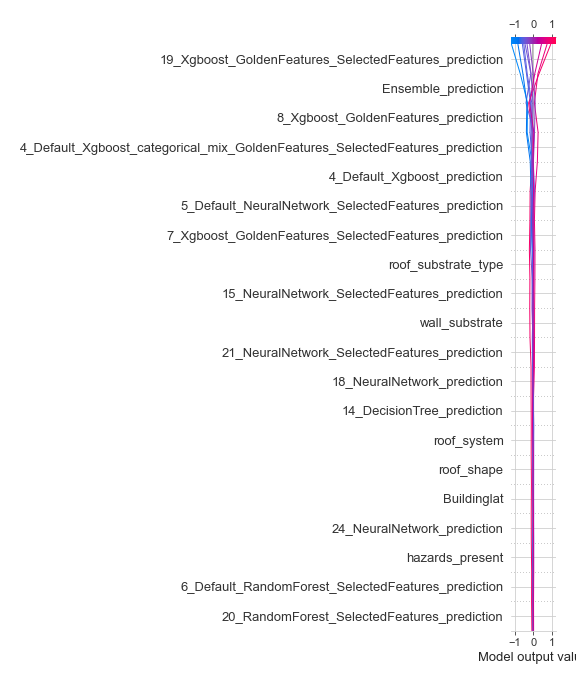 −1 0 1
19_Xgboost_GoldenFeatures_SelectedFeatures_prediction
Ensemble_prediction
8_Xgboost_GoldenFeatures_prediction
4_Default_Xgboost_categorical_mix_GoldenFeatures_SelectedFeatures_prediction
4_Default_Xgboost_prediction
5_Default_NeuralNetwork_SelectedFeatures_prediction
7_Xgboost_GoldenFeatures_SelectedFeatures_prediction
roof_substrate_type
15_NeuralNetwork_SelectedFeatures_prediction
wall_substrate
21_NeuralNetwork_SelectedFeatures_prediction
18_NeuralNetwork_prediction
14_DecisionTree_prediction
roof_system
roof_shape
Buildinglat
24_NeuralNetwork_prediction
hazards_present
6_Default_RandomForest_SelectedFeatures_prediction
20_RandomForest_SelectedFeatures_prediction
−1 0 1
Model output valu